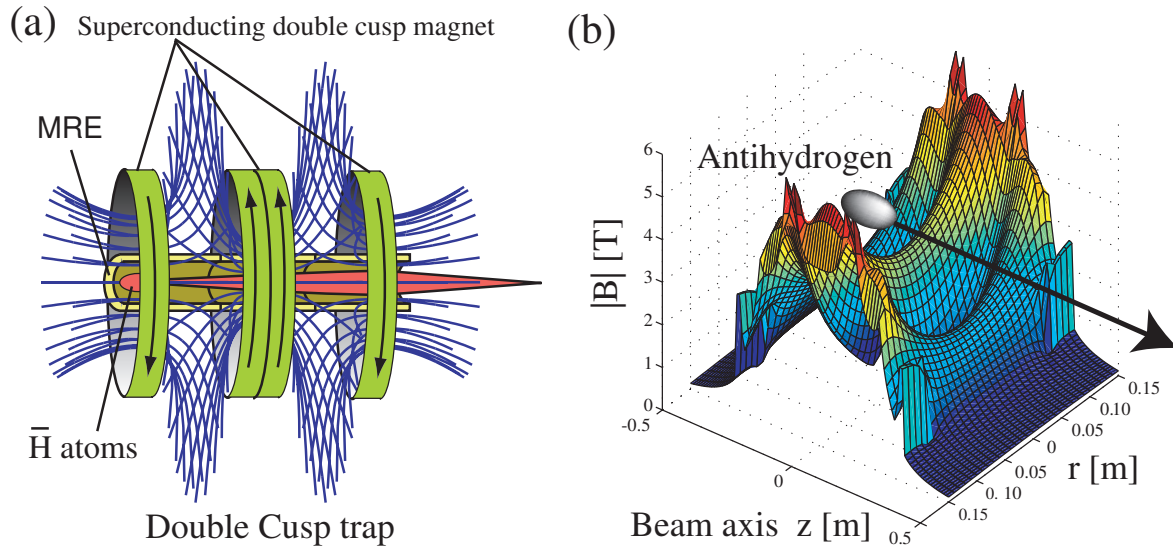 (a)
Superconducting double cusp magnet
MRE
H̅ atoms
Double Cusp trap
(b)
Antihydrogen
|B| [T]
6
5
4
3
2
1
0
-0.5
0
0.5
Beam axis z [m]
0.15
0.10
0.05
0
0.05
0. 10
0.15
r [m]